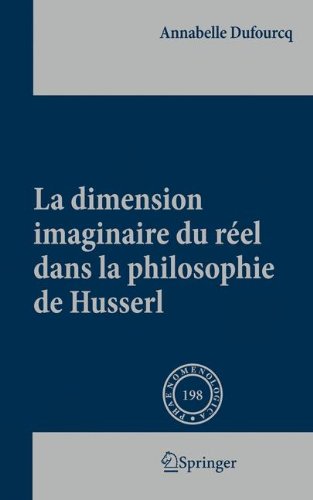 Annabelle Dufourcq
La dimension
imaginaire du réel
dans la philosophie
de Husserl
PHAENOMENOLOGICA
198
Springer